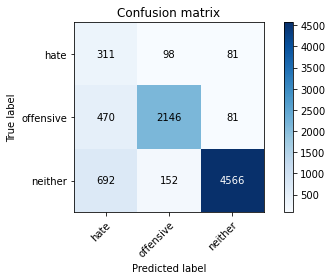 Confusion matrix
True label
hate 311 98 81
offensive 470 2146 81
neither 692 152 4566
hate offensive neither
Predicted label
4500
4000
3500
3000
2500
2000
1500
1000
500